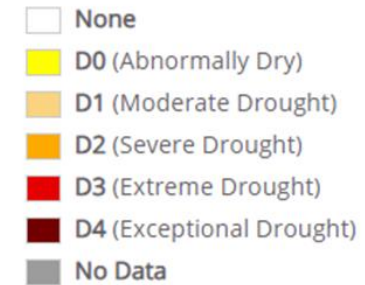 None
D0 (Abnormally Dry)
D1 (Moderate Drought)
D2 (Severe Drought)
D3 (Extreme Drought)
D4 (Exceptional Drought)
No Data